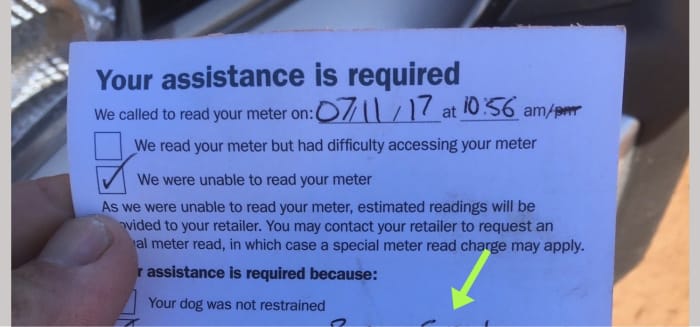 Your assistance is required
We called to read your meter on: 07/11/17 at 10:56 am/pm
We read your meter but had difficulty accessing your meter
We were unable to read your meter
As we were unable to read your meter, estimated readings will be
vided to your retailer. You may contact your retailer to request an
al meter read, in which case a special meter read charge may apply.
r assistance is required because:
Your dog was not restrained